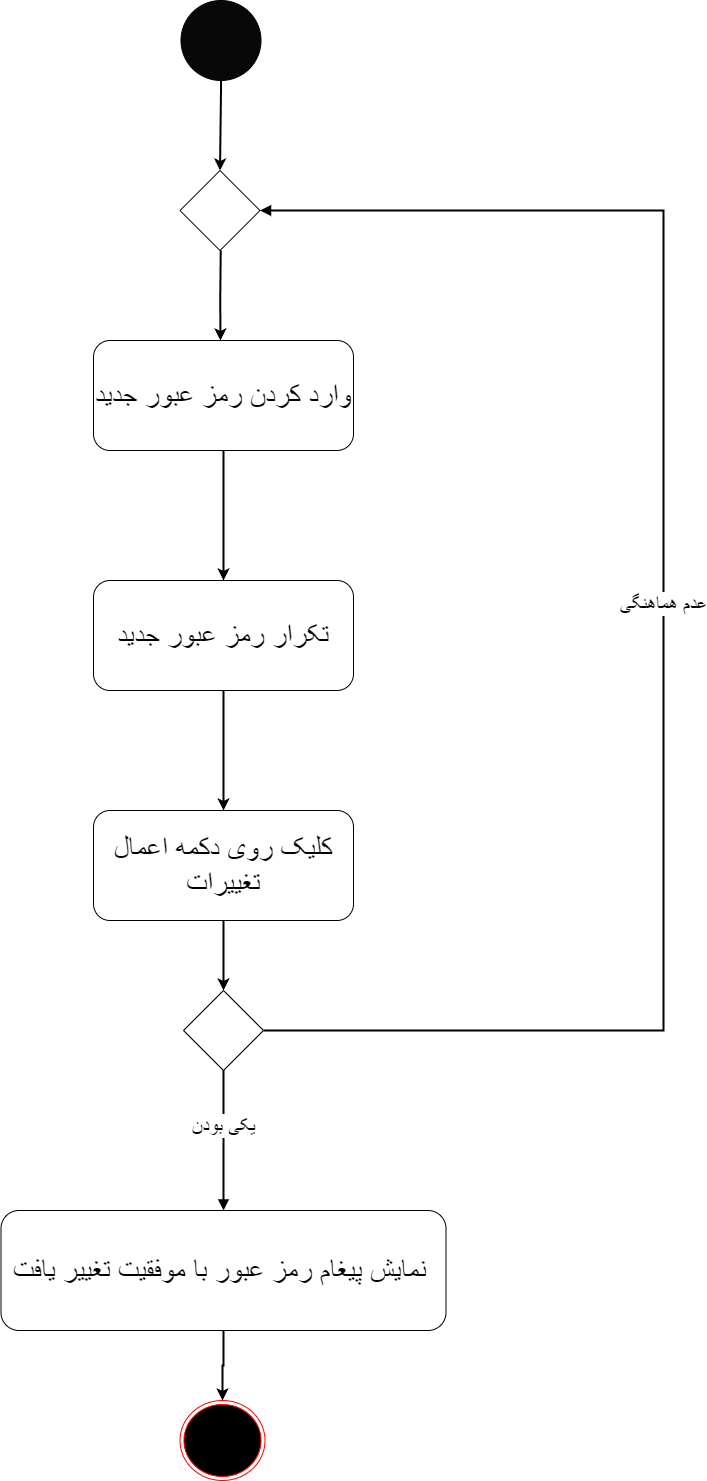 وارد کردن رمز عبور جدید
تکرار رمز عبور جدید
عدم هماهنگی
کلیک روی دکمه اعمال
تغییرات
یکی بودن
نمایش پیغام رمز عبور با موفقیت تغییر یافت